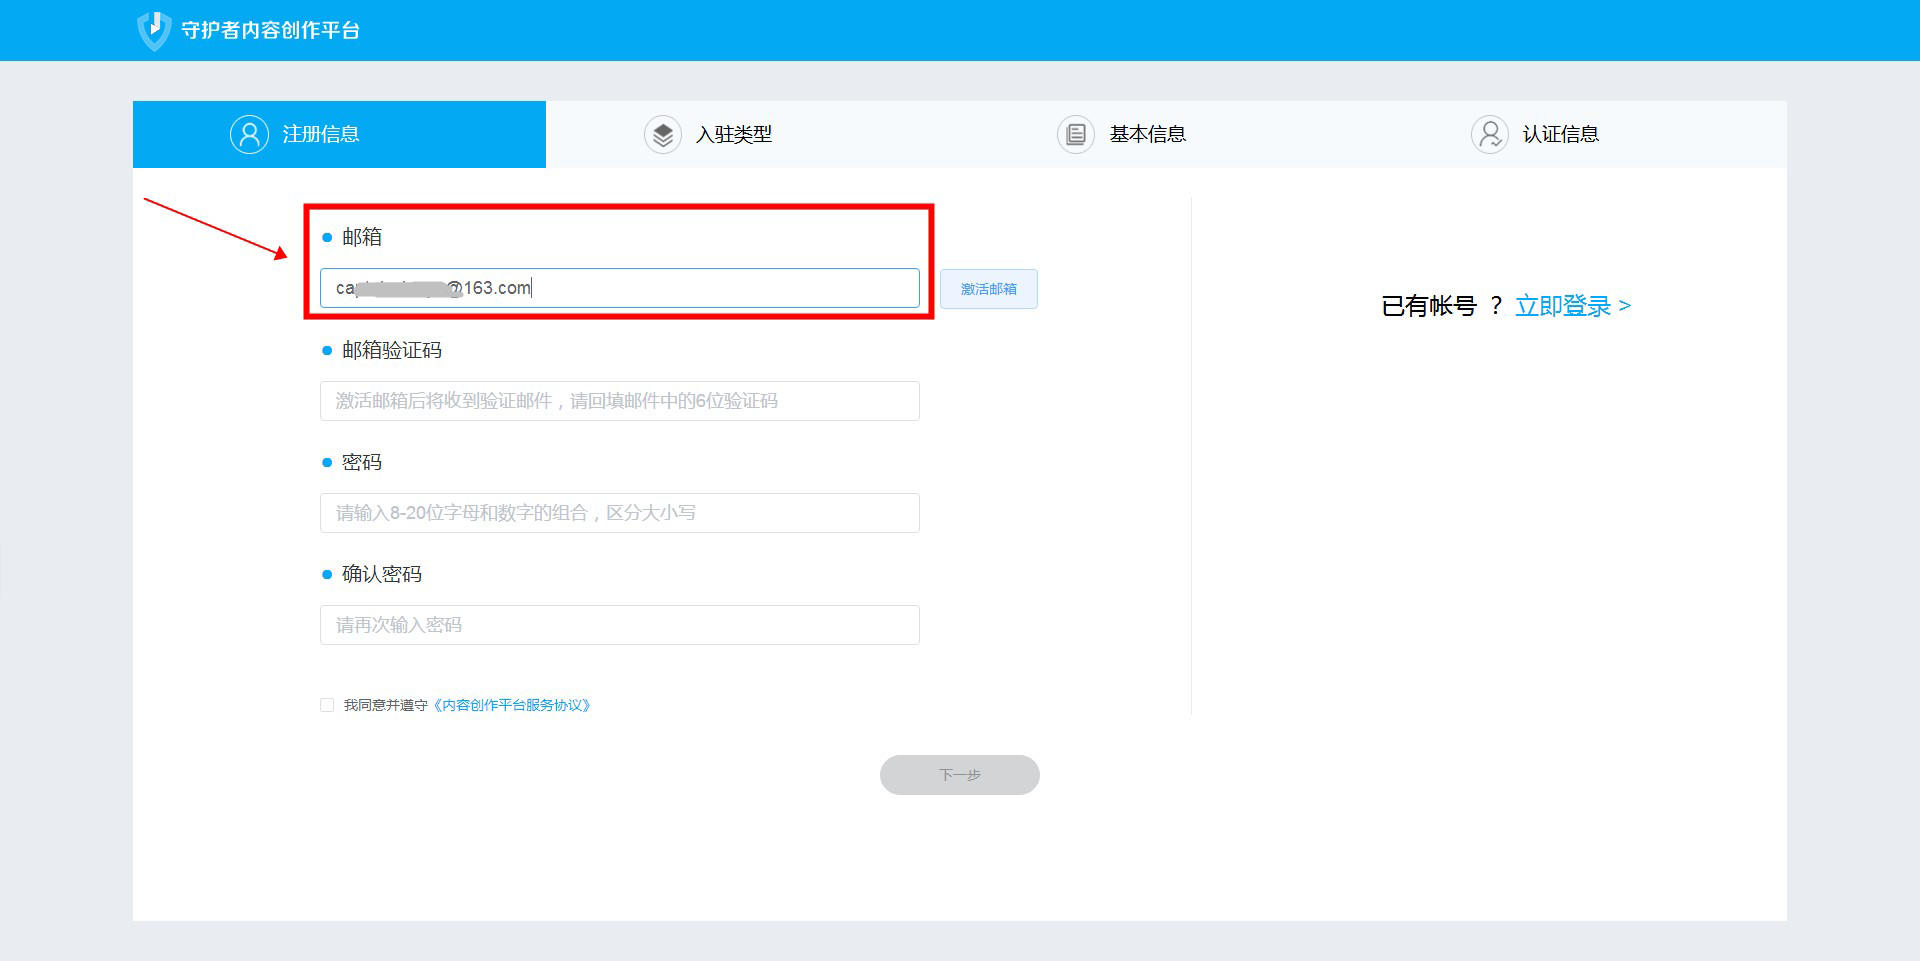 守护者内容创作平台
注册信息
入驻类型
基本信息
认证信息
邮箱
@163.com
激活邮箱
已有帐号 ？ 立即登录 >
邮箱验证码
激活邮箱后将收到验证邮件，请回填邮件中的6位验证码
密码
请输入8-20位字母和数字的组合，区分大小写
确认密码
请再次输入密码
我同意并遵守《内容创作平台服务协议》
下一步